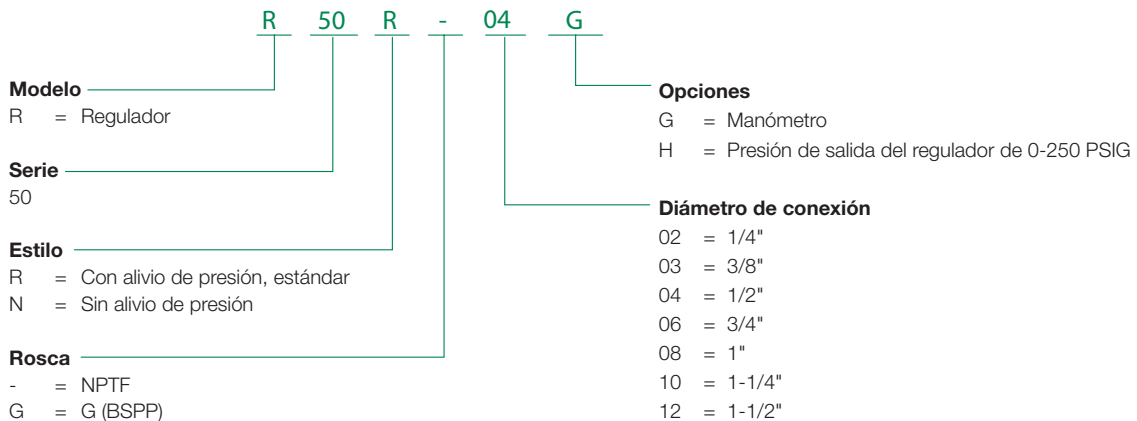 R 50 R - 04 G
Modelo
R = Regulador
Serie
50
Estilo
R = Con alivio de presión, estándar
N = Sin alivio de presión
Rosca
- = NPTF
G = G (BSPP)
Opciones
G = Manómetro
H = Presión de salida del regulador de 0-250 PSIG
Diámetro de conexión
02 = 1/4"
03 = 3/8"
04 = 1/2"
06 = 3/4"
08 = 1"
10 = 1-1/4"
12 = 1-1/2"